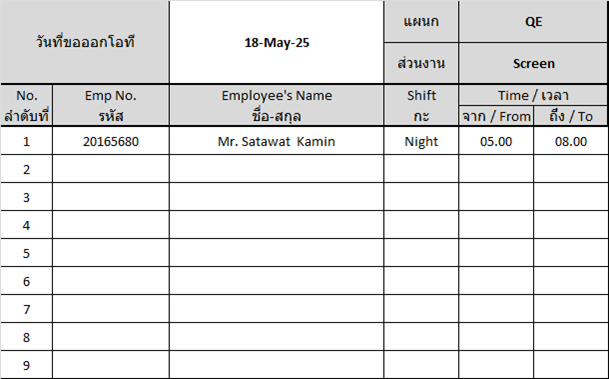 วันที่ขอออกโอที 18-May-25 แผนก QE
ส่วนงาน Screen
No. Emp No. Employee's Name Shift Time / เวลา
ลำดับที่ รหัส ชื่อ-สกุล กะ จาก / From ถึง / To
1 20165680 Mr. Satawat Kamin Night 05.00 08.00
2
3
4
5
6
7
8
9